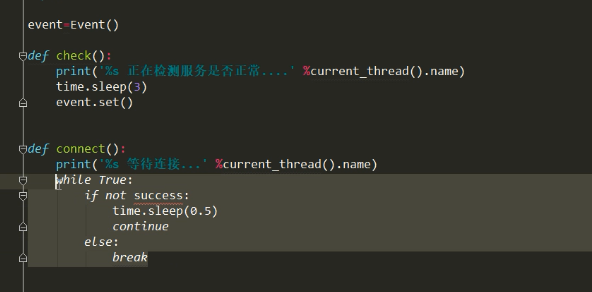 event=Event()
def check():
print('%s 正在检测服务是否正常....' %current_thread().name)
time.sleep(3)
event.set()
def connect():
print('%s 等待连接...' %current_thread().name)
while True:
if not success:
time.sleep(0.5)
continue
else:
break